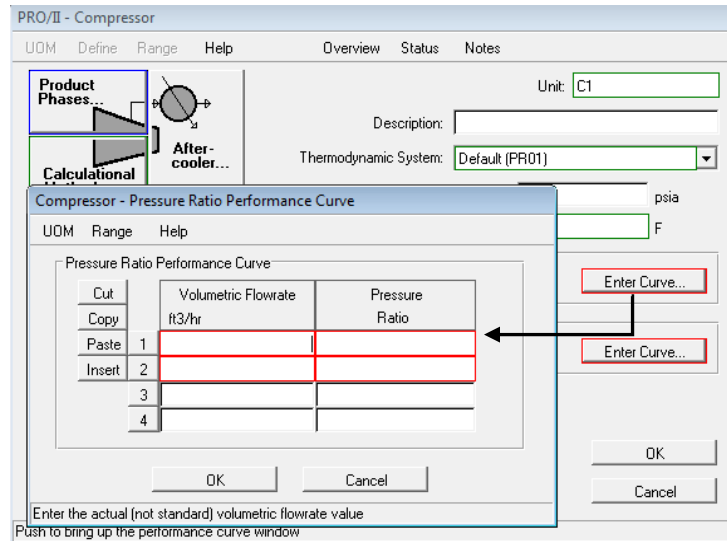 PRO/II - Compressor
UOM Define Range Help Overview Status Notes
Product
Phases...
After-
cooler...
Calculational
Unit: C1
Description:
Thermodynamic System: Default (PR01)
psia
F
Enter Curve...
Enter Curve...
OK
Cancel
Compressor - Pressure Ratio Performance Curve
UOM Range Help
Pressure Ratio Performance Curve
Cut
Copy
Paste
Insert
Volumetric Flowrate
ft3/hr
Pressure
Ratio
1
2
3
4
OK Cancel
Enter the actual (not standard) volumetric flowrate value
Push to bring up the performance curve window